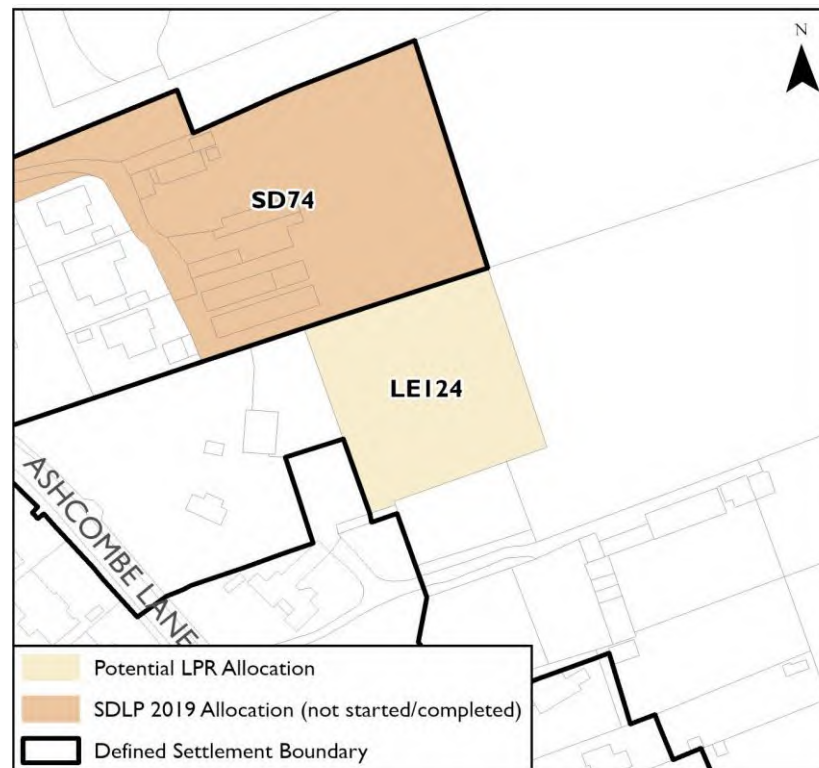 N
SD74
LE124
ASHCOMBE LANE
Potential LPR Allocation
SDLP 2019 Allocation (not started/completed)
Defined Settlement Boundary